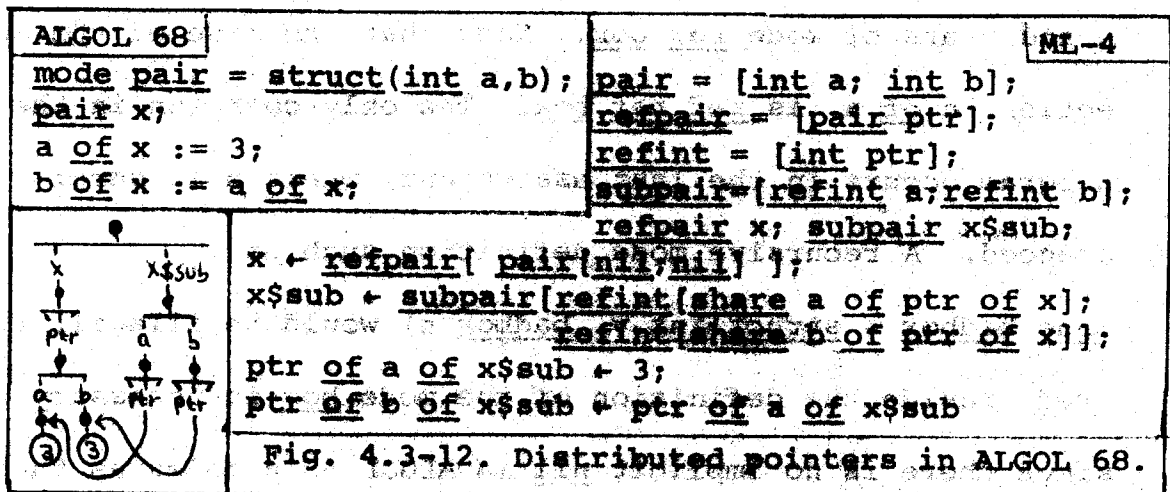 ALGOL 68
mode pair = struct(int a,b);
pair x;
a of x := 3;
b of x := a of x;
ML-4
pair = [int a; int b];
refpair = [pair ptr];
refint = [int ptr];
subpair=[refint a;refint b];
refpair x; subpair x$sub;
x ← refpair[ pair[nil;nil] ];
x$sub ← subpair[refint[share a of ptr of x];
refint[share b of ptr of x]];
ptr of a of x$sub ← 3;
ptr of b of x$sub ← ptr of a of x$sub
x x$sub
ptr a b
a b ptr ptr
3 3
Fig. 4.3-12. Distributed pointers in ALGOL 68.